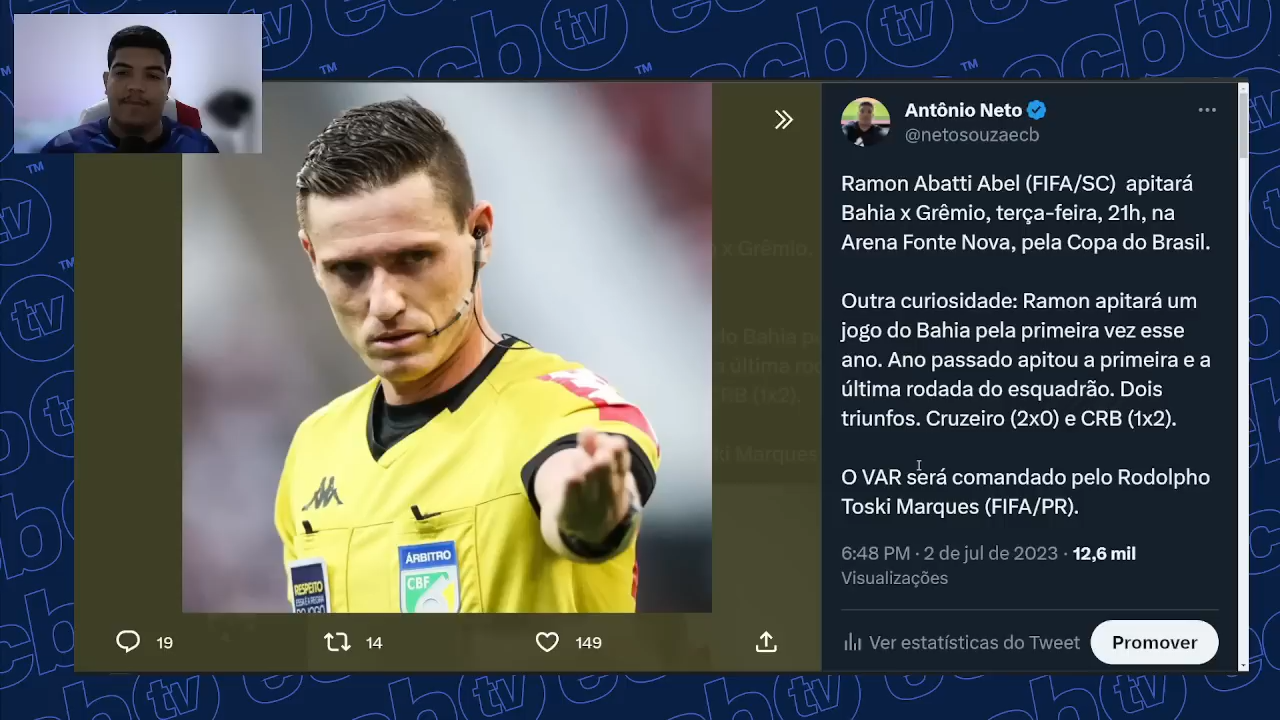 ecb
tv
TM
Antônio Neto
@netosouzaecb
Ramon Abatti Abel (FIFA/SC) apitará
Bahia x Grêmio, terça-feira, 21h, na
Arena Fonte Nova, pela Copa do Brasil.
Outra curiosidade: Ramon apitará um
jogo do Bahia pela primeira vez esse
ano. Ano passado apitou a primeira e a
última rodada do esquadrão. Dois
triunfos. Cruzeiro (2x0) e CRB (1x2).
O VAR será comandado pelo Rodolpho
Toski Marques (FIFA/PR).
6:48 PM · 2 de jul de 2023 · 12,6 mil
Visualizações
Ver estatísticas do Tweet
Promover
19
14
149
ÁRBITRO
CBF
RESPEITO